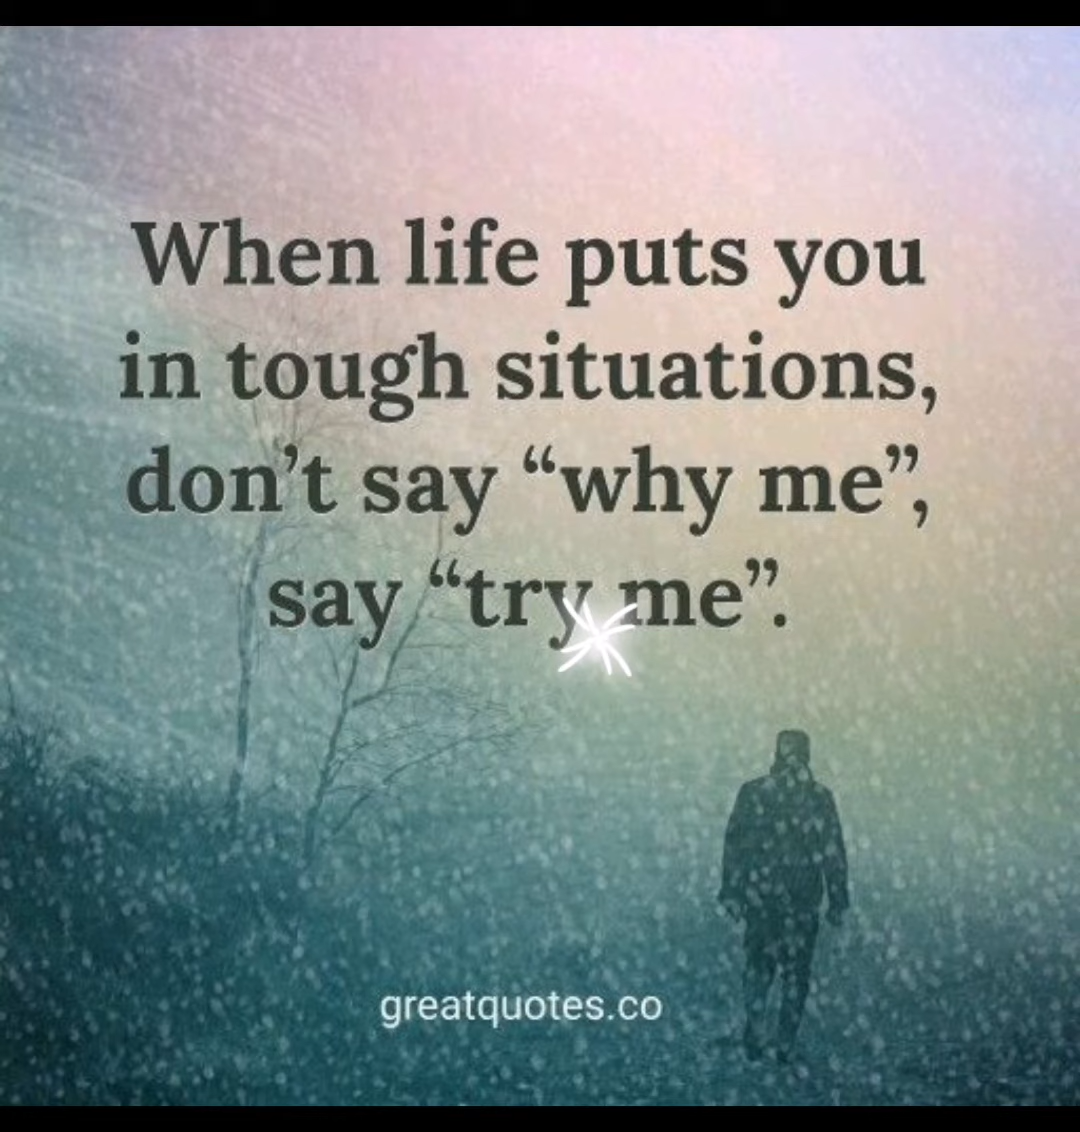 When life puts you
in tough situations,
don’t say “why me”,
say “try me”.
greatquotes.co